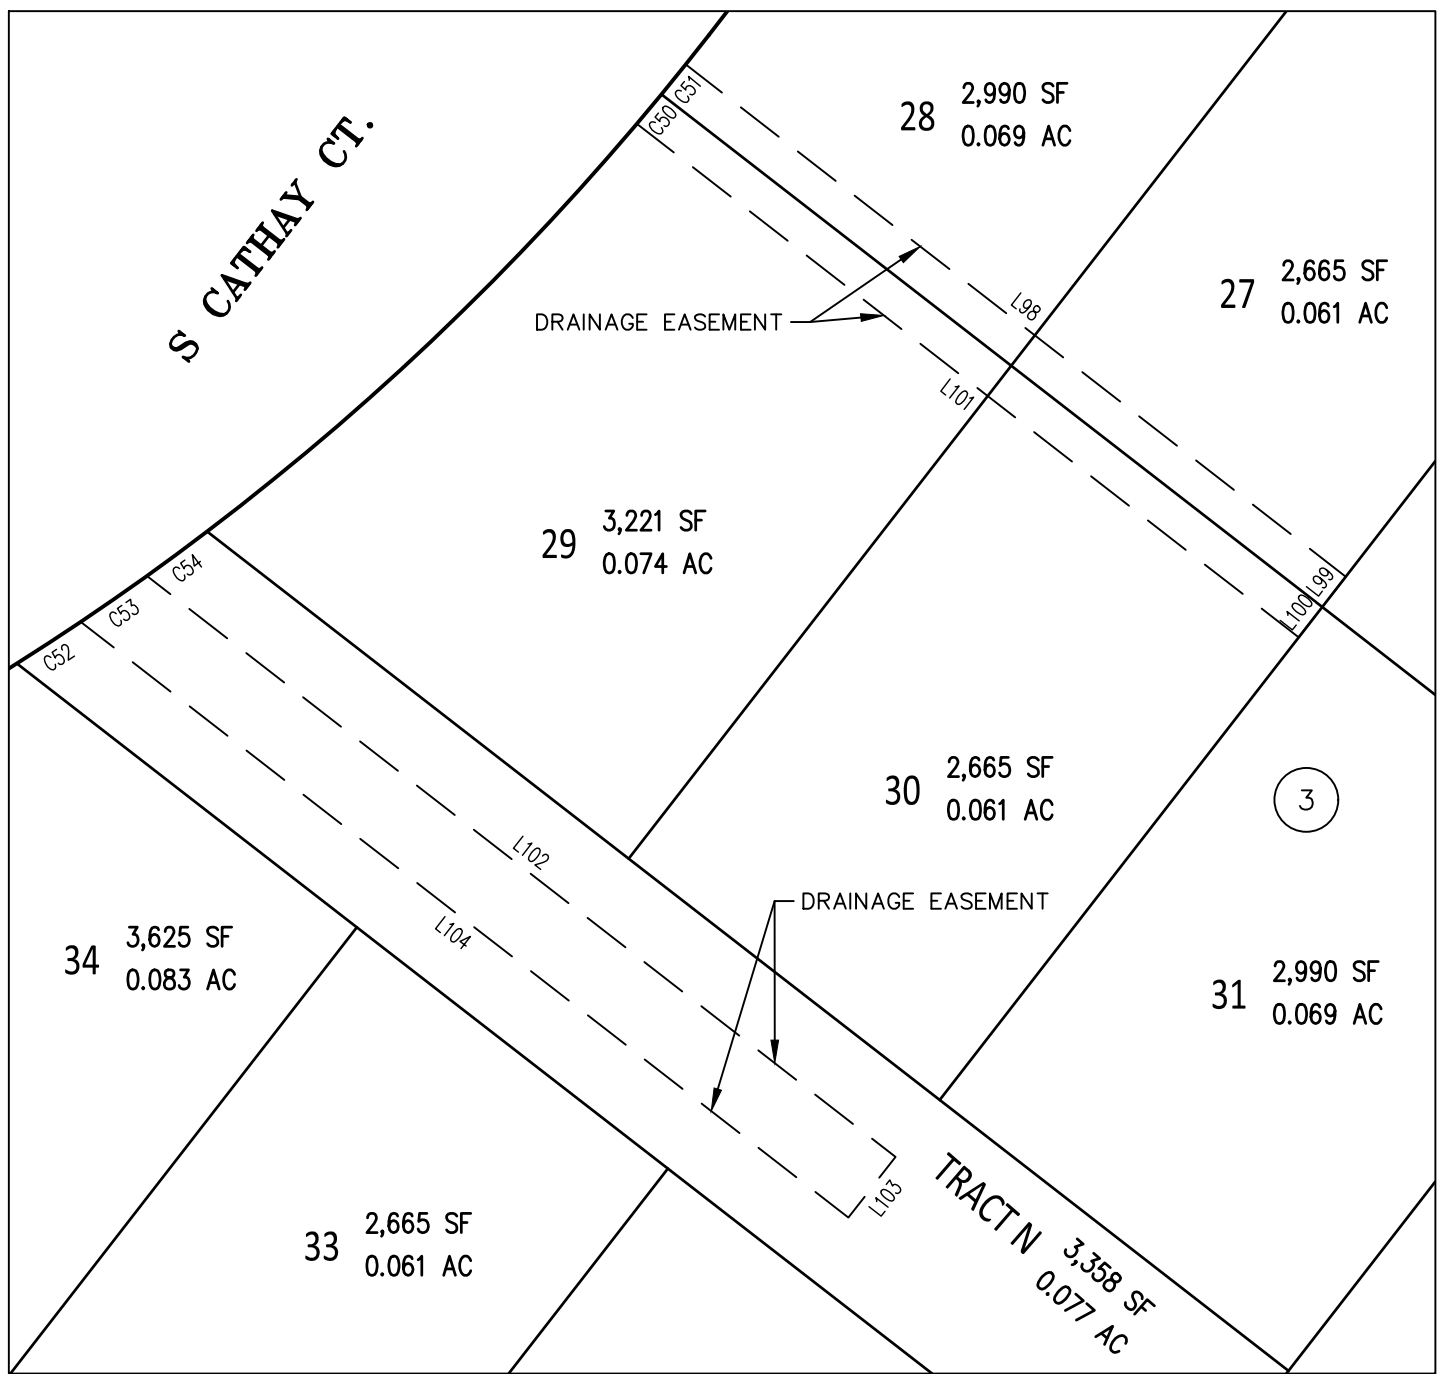 S CATHAY CT.
C51
C50
28
2,990 SF
0.069 AC
27
2,665 SF
0.061 AC
L98
DRAINAGE EASEMENT
L101
29
3,221 SF
0.074 AC
C54
C53
C52
L99
L100
30
2,665 SF
0.061 AC
3
L102
DRAINAGE EASEMENT
L104
34
3,625 SF
0.083 AC
31
2,990 SF
0.069 AC
L103
TRACT N
3,358 SF
0.077 AC
33
2,665 SF
0.061 AC